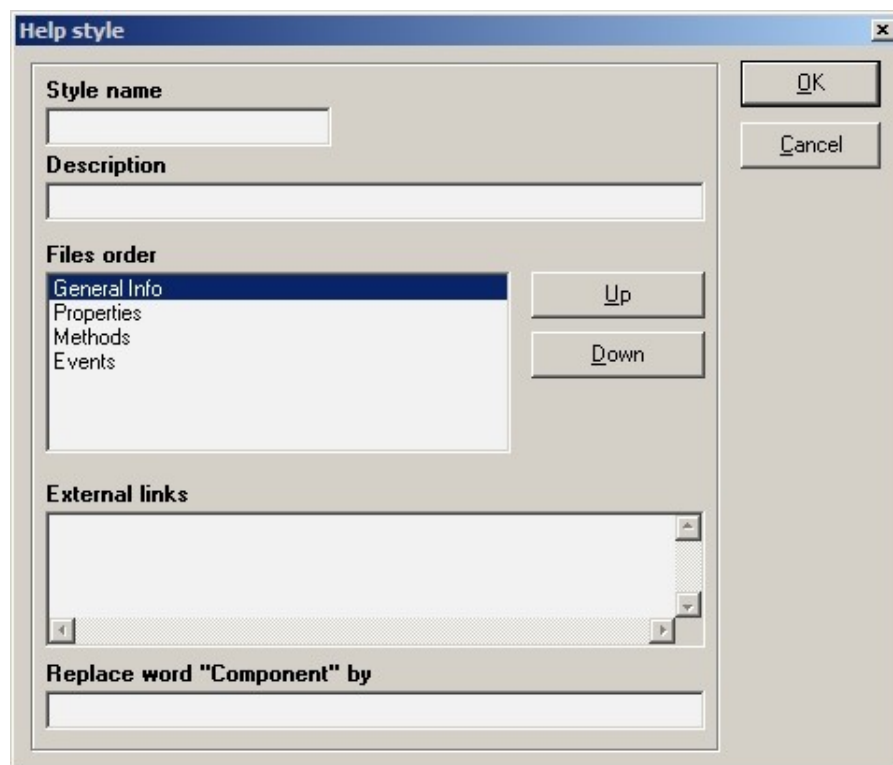 Help style
Style name
OK
Cancel
Description
Files order
General Info
Properties
Methods
Events
Up
Down
External links
Replace word "Component" by